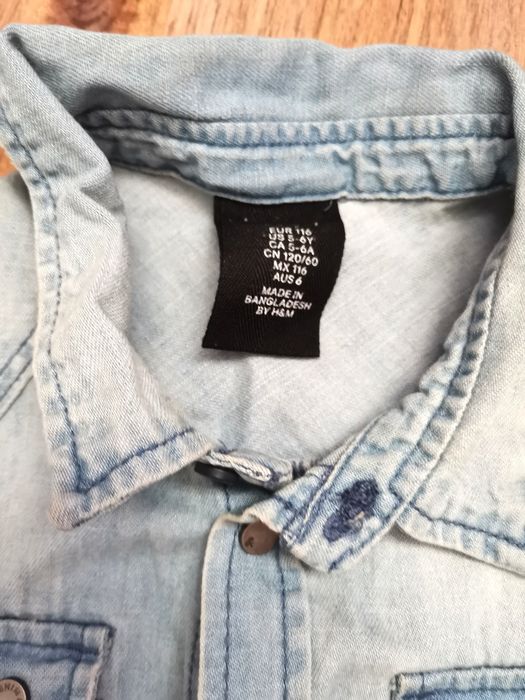 EUR 116
US 5-6Y
CA 5-6A
CN 120/60
MX 116
AUS 6
MADE IN
BANGLADESH
BY H&M